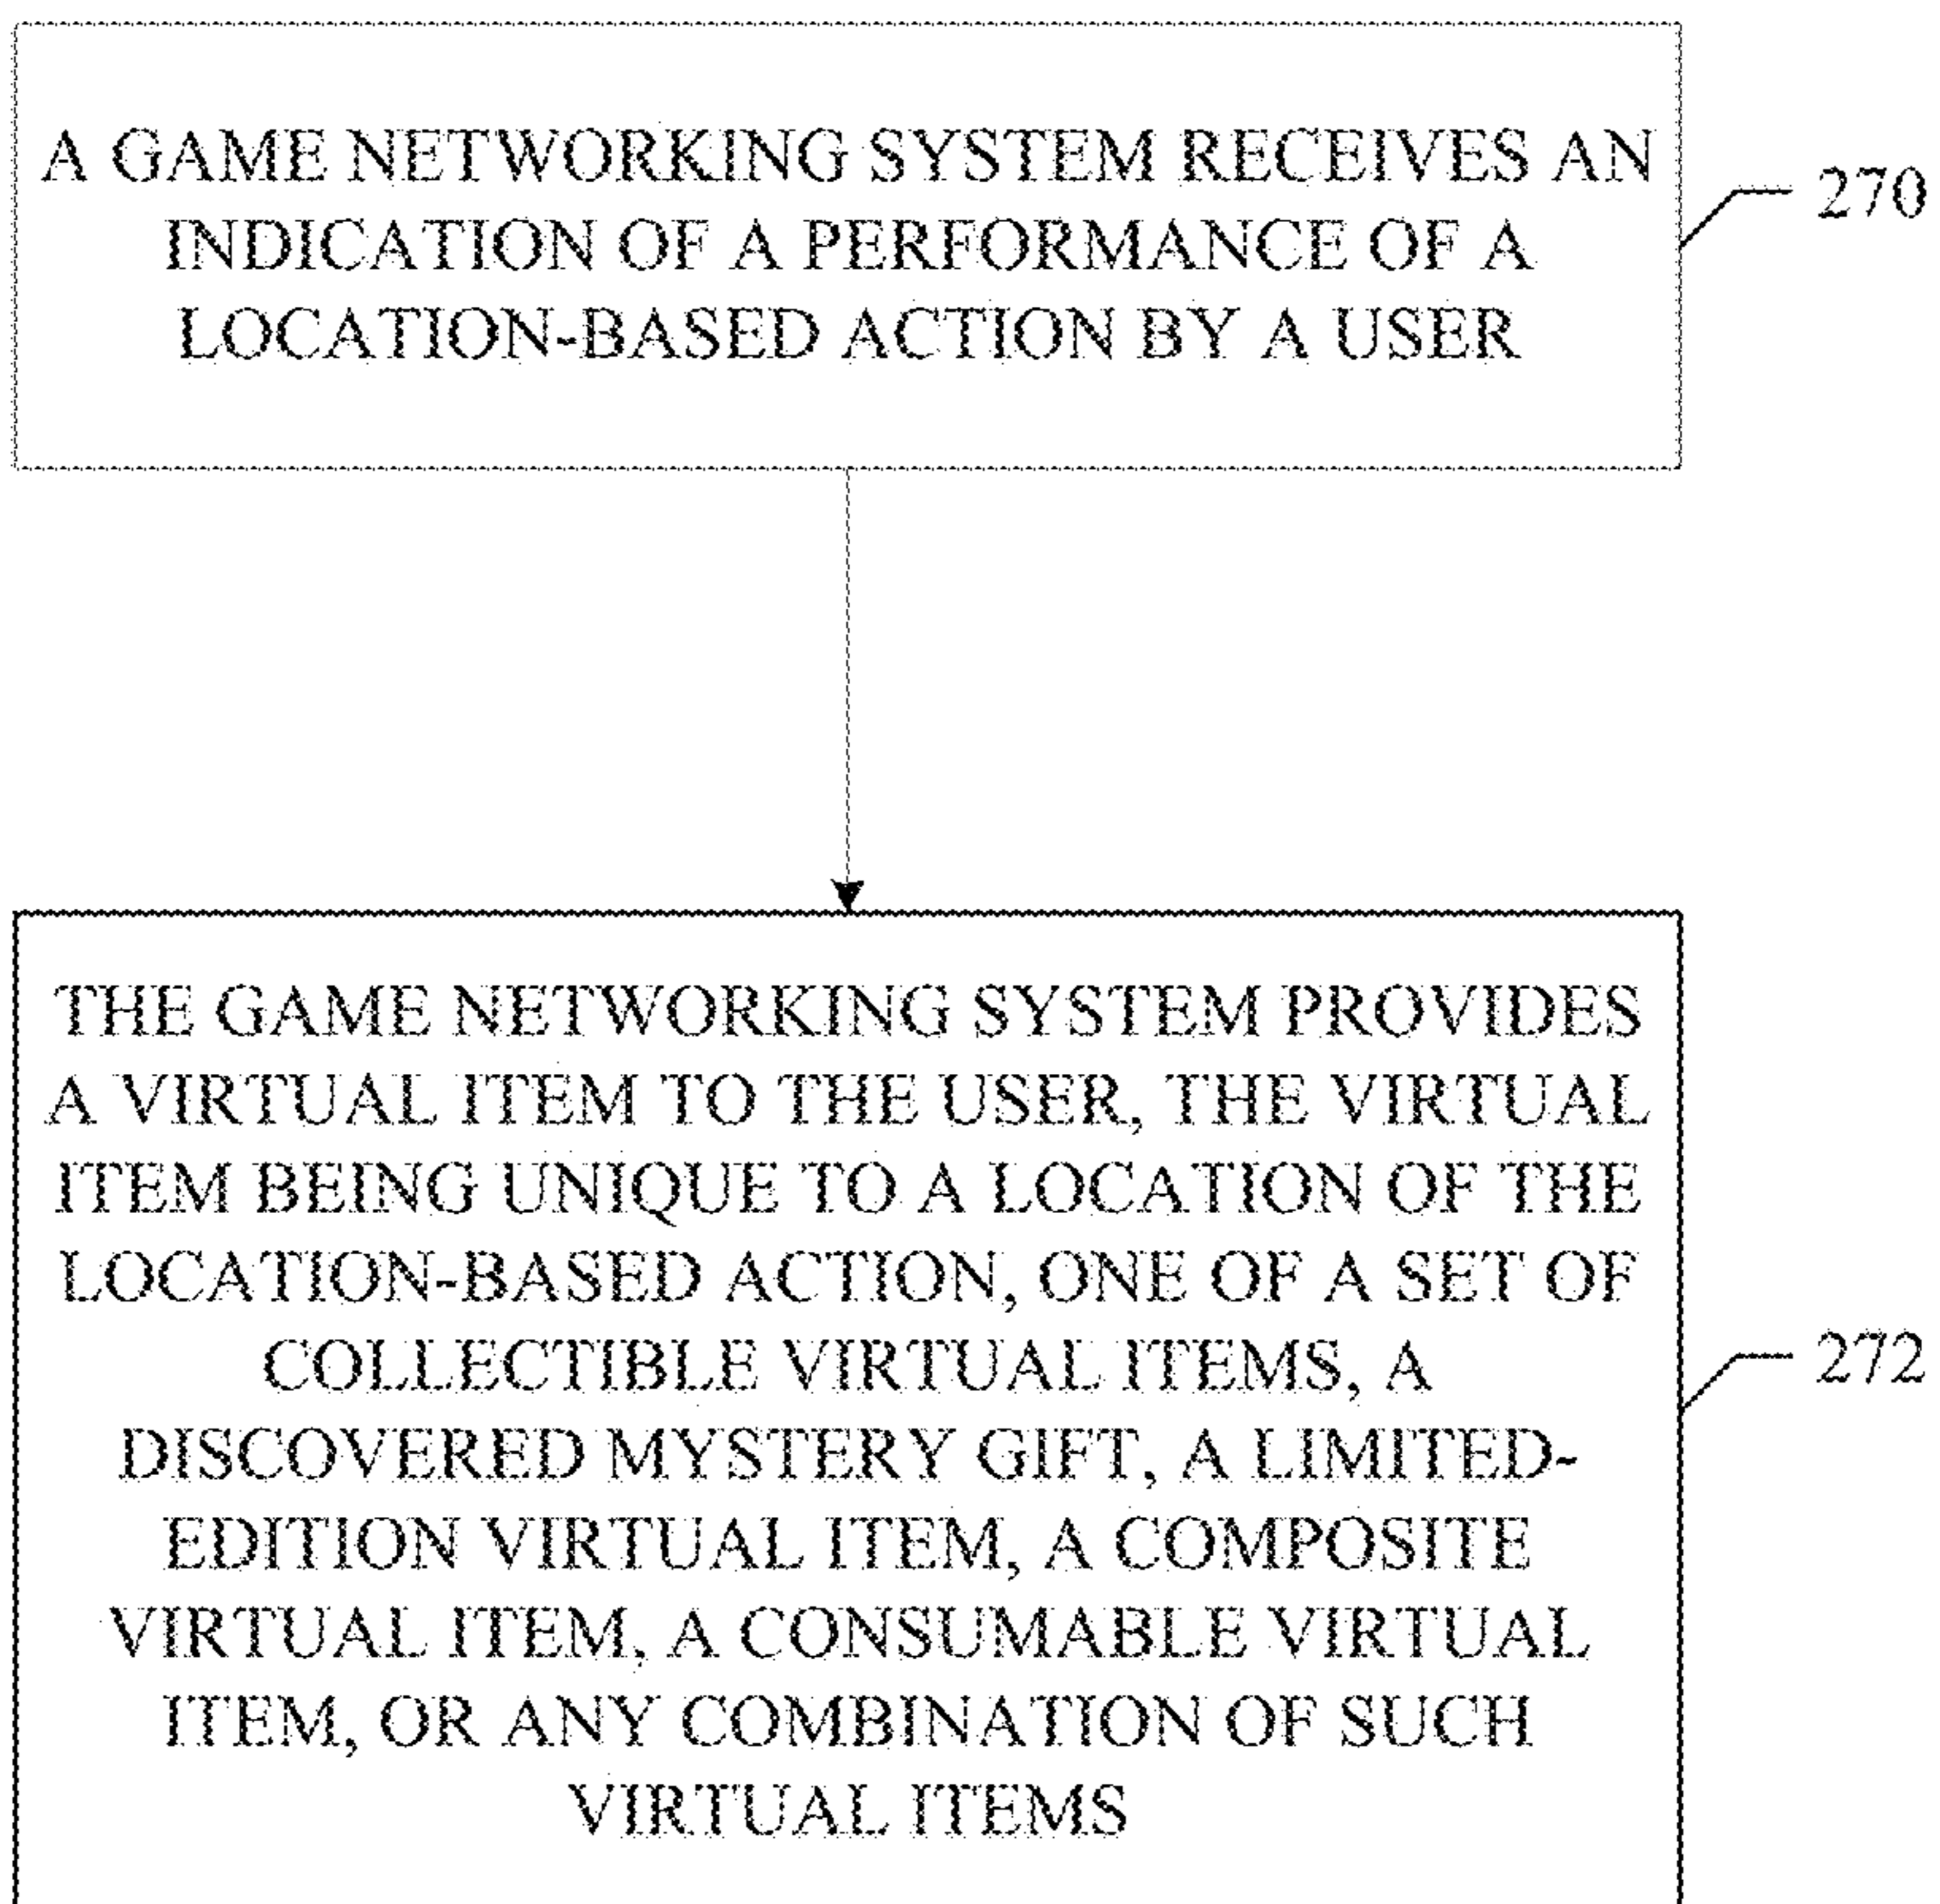 A GAME NETWORKING SYSTEM RECEIVES AN
INDICATION OF A PERFORMANCE OF A
LOCATION-BASED ACTION BY A USER
270
THE GAME NETWORKING SYSTEM PROVIDES
A VIRTUAL ITEM TO THE USER, THE VIRTUAL
ITEM BEING UNIQUE TO A LOCATION OF THE
LOCATION-BASED ACTION, ONE OF A SET OF
COLLECTIBLE VIRTUAL ITEMS, A
DISCOVERED MYSTERY GIFT, A LIMITED-
EDITION VIRTUAL ITEM, A COMPOSITE
VIRTUAL ITEM, A CONSUMABLE VIRTUAL
ITEM, OR ANY COMBINATION OF SUCH
VIRTUAL ITEMS
272